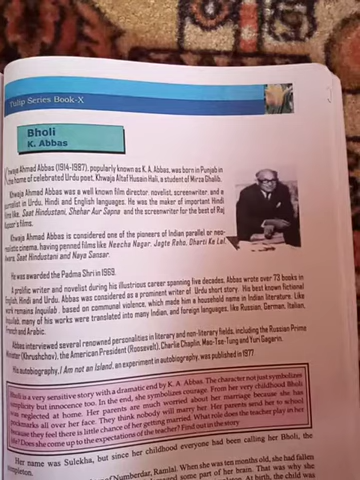 Tulip Series Book-X
Bholi
K. Abbas
Khwaja Ahmad Abbas (1914-1987), popularly known as K. A. Abbas, was born in Punjab in
the home of celebrated Urdu poet, Khwaja Altaf Husain Hali, a student of Mirza Ghalib.
Khwaja Ahmad Abbas was a well known film director, novelist, screenwriter, and a
journalist in Urdu, Hindi and English languages. He was the maker of important Hindi
films like, Saat Hindustani, Shehar Aur Sapna and the screenwriter for the best of Raj
Kapoor's films.
Khwaja Ahmad Abbas is considered one of the pioneers of Indian parallel or neo-
realistic cinema, having penned films like Neecha Nagar, Jagte Raho, Dharti Ke Lal,
Awara, Saat Hindustani and Naya Sansar.
He was awarded the Padma Shri in 1969.
A prolific writer and novelist during his illustrious career spanning five decades, Abbas wrote over 73 books in
English, Hindi and Urdu. Abbas was considered as a prominent writer of Urdu short story. His best known fictional
work remains Inquilab, based on communal violence, which made him a household name in Indian literature. Like
Inquilab, many of his works were translated into many Indian, and foreign languages, like Russian, German, Italian,
French and Arabic.
Abbas interviewed several renowned personalities in literary and non-literary fields, including the Russian Prime
Minister (Khrushchov), the American President (Roosevelt), Charlie Chaplin, Mao-Tse-Tung and Yuri Gagarin.
His autobiography, I Am not an Island, an experiment in autobiography, was published in 1977.
Bholi is a very sensitive story with a dramatic end by K. A. Abbas. The character not just symbolizes
simplicity but innocence too. In the end, she symbolizes courage. From her very childhood Bholi
was neglected at home. Her parents are much worried about her marriage because she has
pockmarks all over her face. They think nobody will marry her. Her parents send her to school
because they feel there is little chance of her getting married. What role does the teacher play in her
life? Does she come up to the expectations of the teacher? Find out in the story
Her name was Sulekha, but since her childhood everyone had been calling her Bholi, the
simpleton.
of Numberdar, Ramlal. When she was ten months old, she had fallen
some part of her brain. That was why she
At birth, the child was